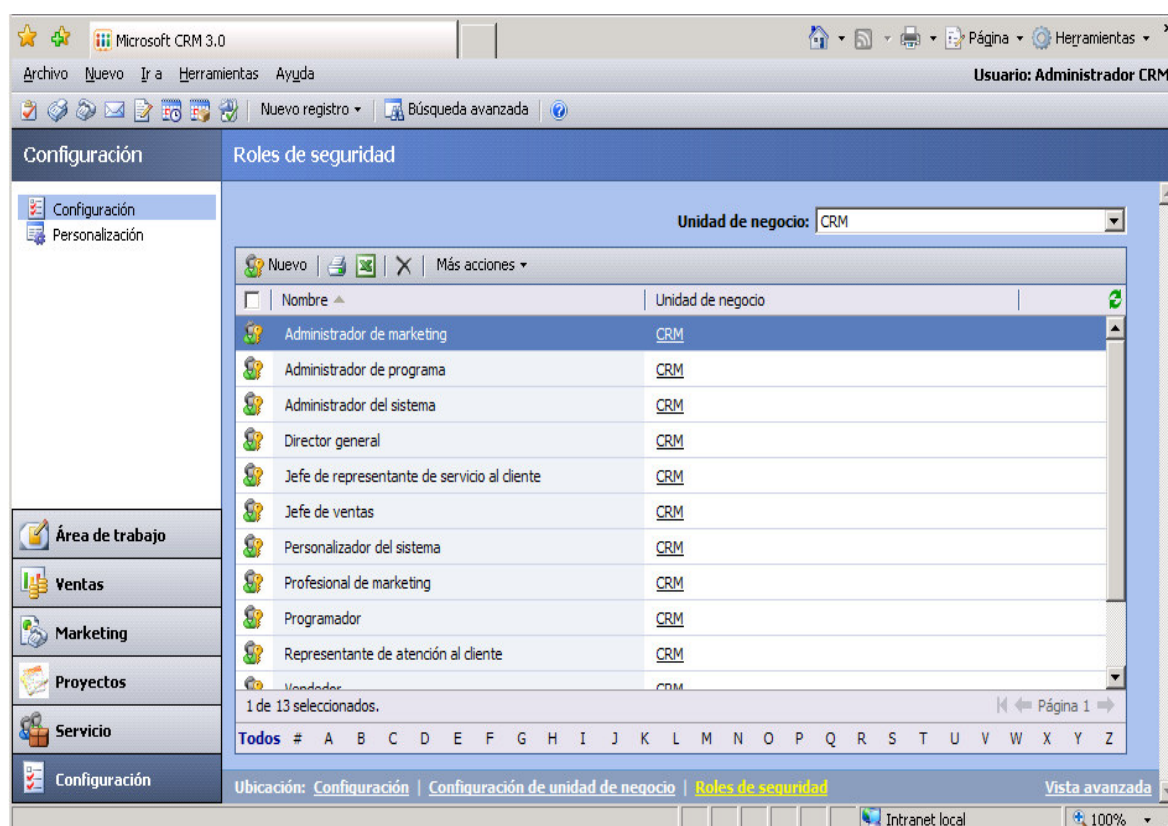 Microsoft CRM 3.0
Página
Herramientas
Archivo Nuevo Ir a Herramientas Ayuda
Usuario: Administrador CRM
Nuevo registro
Búsqueda avanzada
Configuración
Roles de seguridad
Configuración
Personalización
Unidad de negocio: CRM
Nuevo
Más acciones
Nombre Unidad de negocio
Administrador de marketing CRM
Administrador de programa CRM
Administrador del sistema CRM
Director general CRM
Jefe de representante de servicio al cliente CRM
Jefe de ventas CRM
Personalizador del sistema CRM
Profesional de marketing CRM
Programador CRM
Representante de atención al cliente CRM
Vendedor CRM
1 de 13 seleccionados.
Página 1
Todos # A B C D E F G H I J K L M N O P Q R S T U V W X Y Z
Área de trabajo
Ventas
Marketing
Proyectos
Servicio
Configuración
Ubicación: Configuración | Configuración de unidad de negocio | Roles de seguridad
Vista avanzada
Intranet local
100%